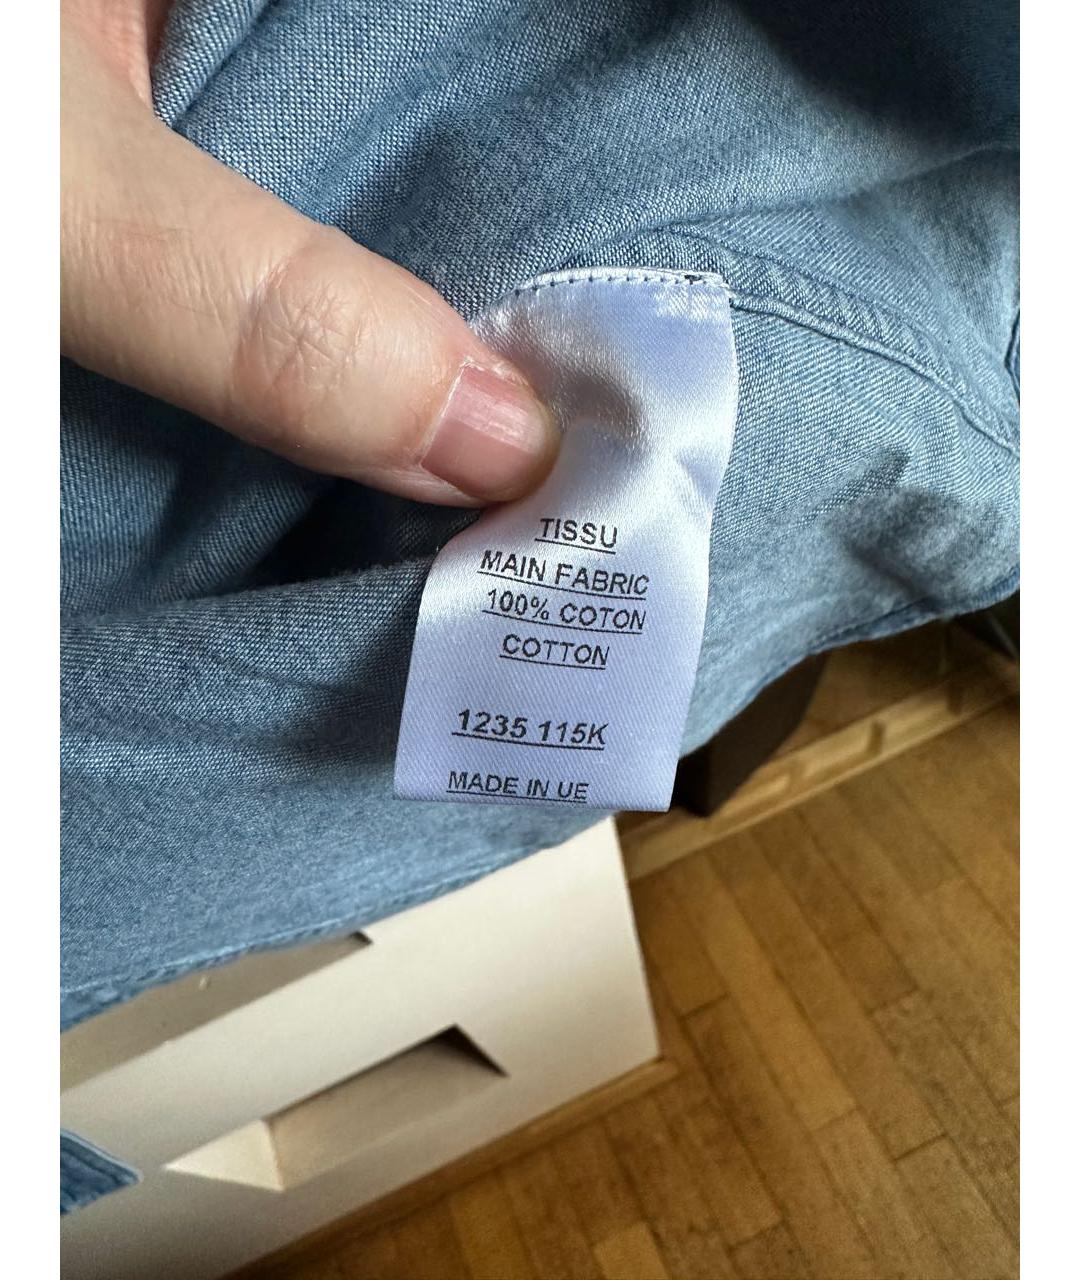 TISSU
MAIN FABRIC
100% COTON
COTTON
1235 115K
MADE IN UE